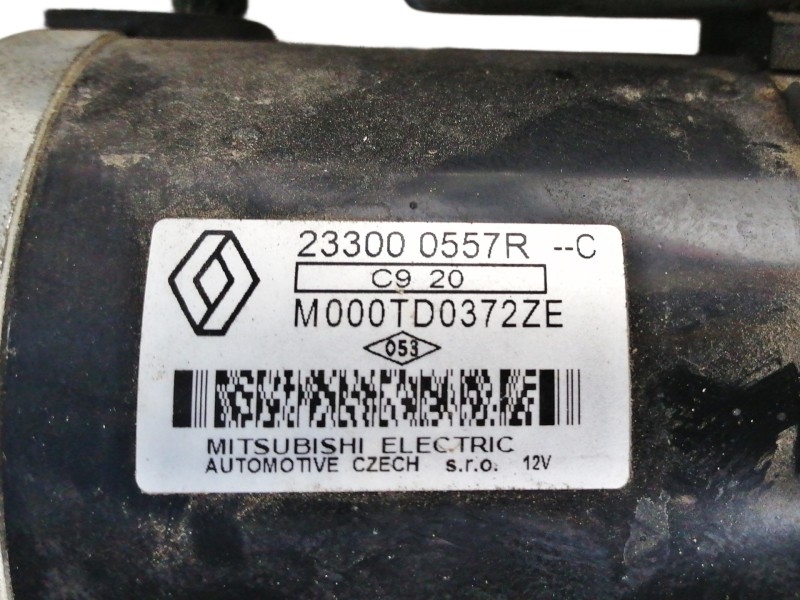 23300 0557R --C
C9 20
M000TD0372ZE
053
MITSUBISHI ELECTRIC
AUTOMOTIVE CZECH s.r.o. 12V